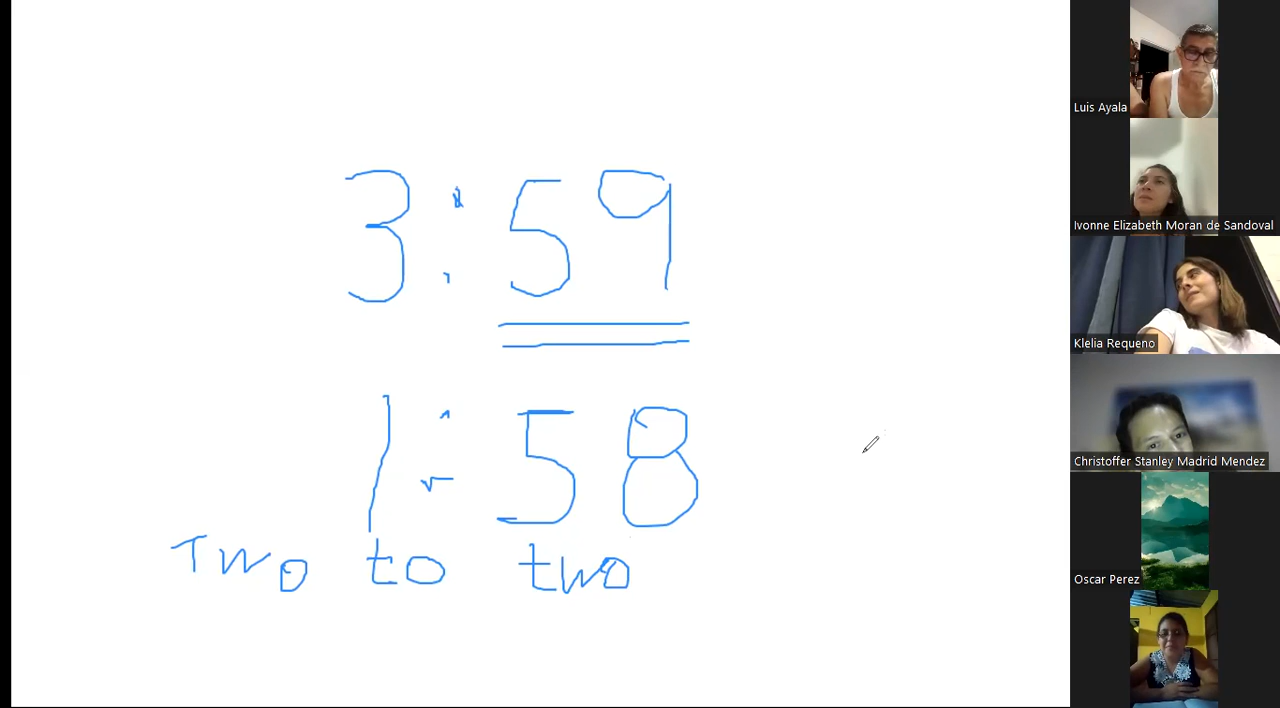 3:59
1:58
Two to two
Luis Ayala
Ivonne Elizabeth Moran de Sandoval
Klelia Requeno
Christoffer Stanley Madrid Mendez
Oscar Perez